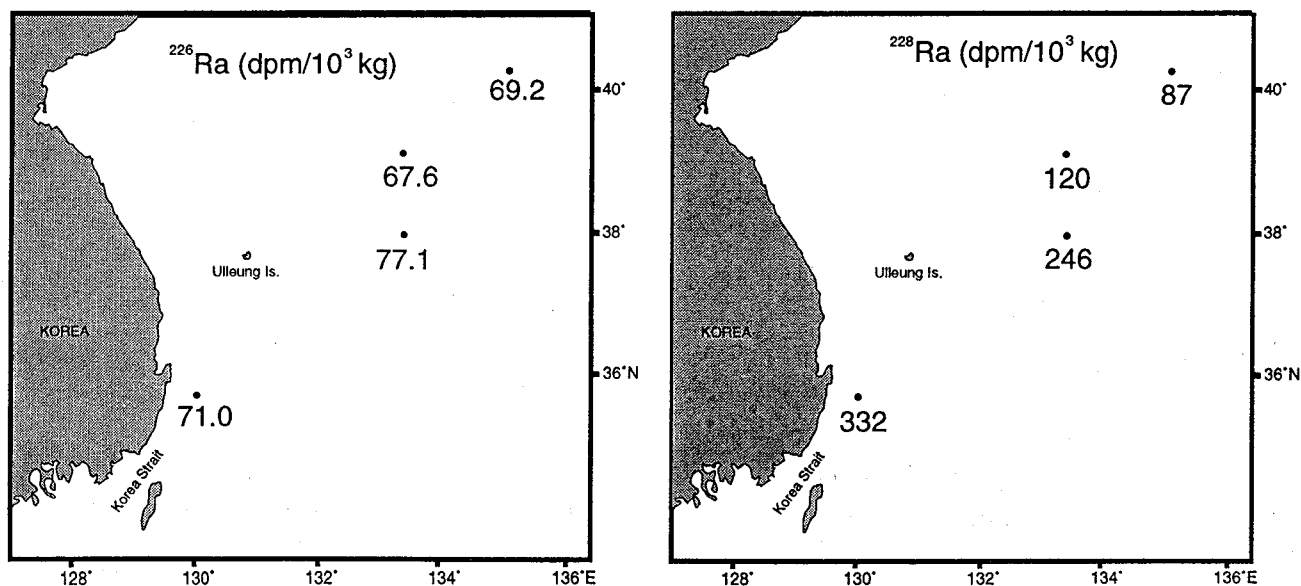 ²²⁶Ra (dpm/10³ kg)
69.2
67.6
77.1
Ulleung Is.
KOREA
71.0
Korea Strait
40°
38°
36°N
128°
130°
132°
134°
136°E
²²⁸Ra (dpm/10³ kg)
87
120
246
Ulleung Is.
KOREA
332
Korea Strait
40°
38°
36°N
128°
130°
132°
134°
136°E